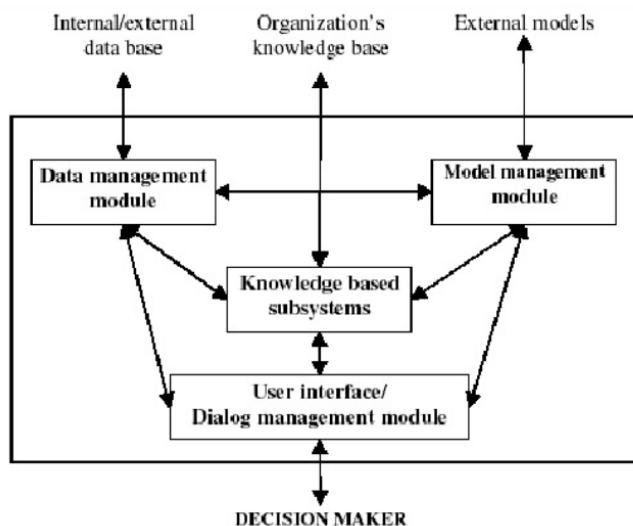 Internal/external
data base
Organization's
knowledge base
External models
Data management
module
Model management
module
Knowledge based
subsystems
User interface/
Dialog management module
DECISION MAKER